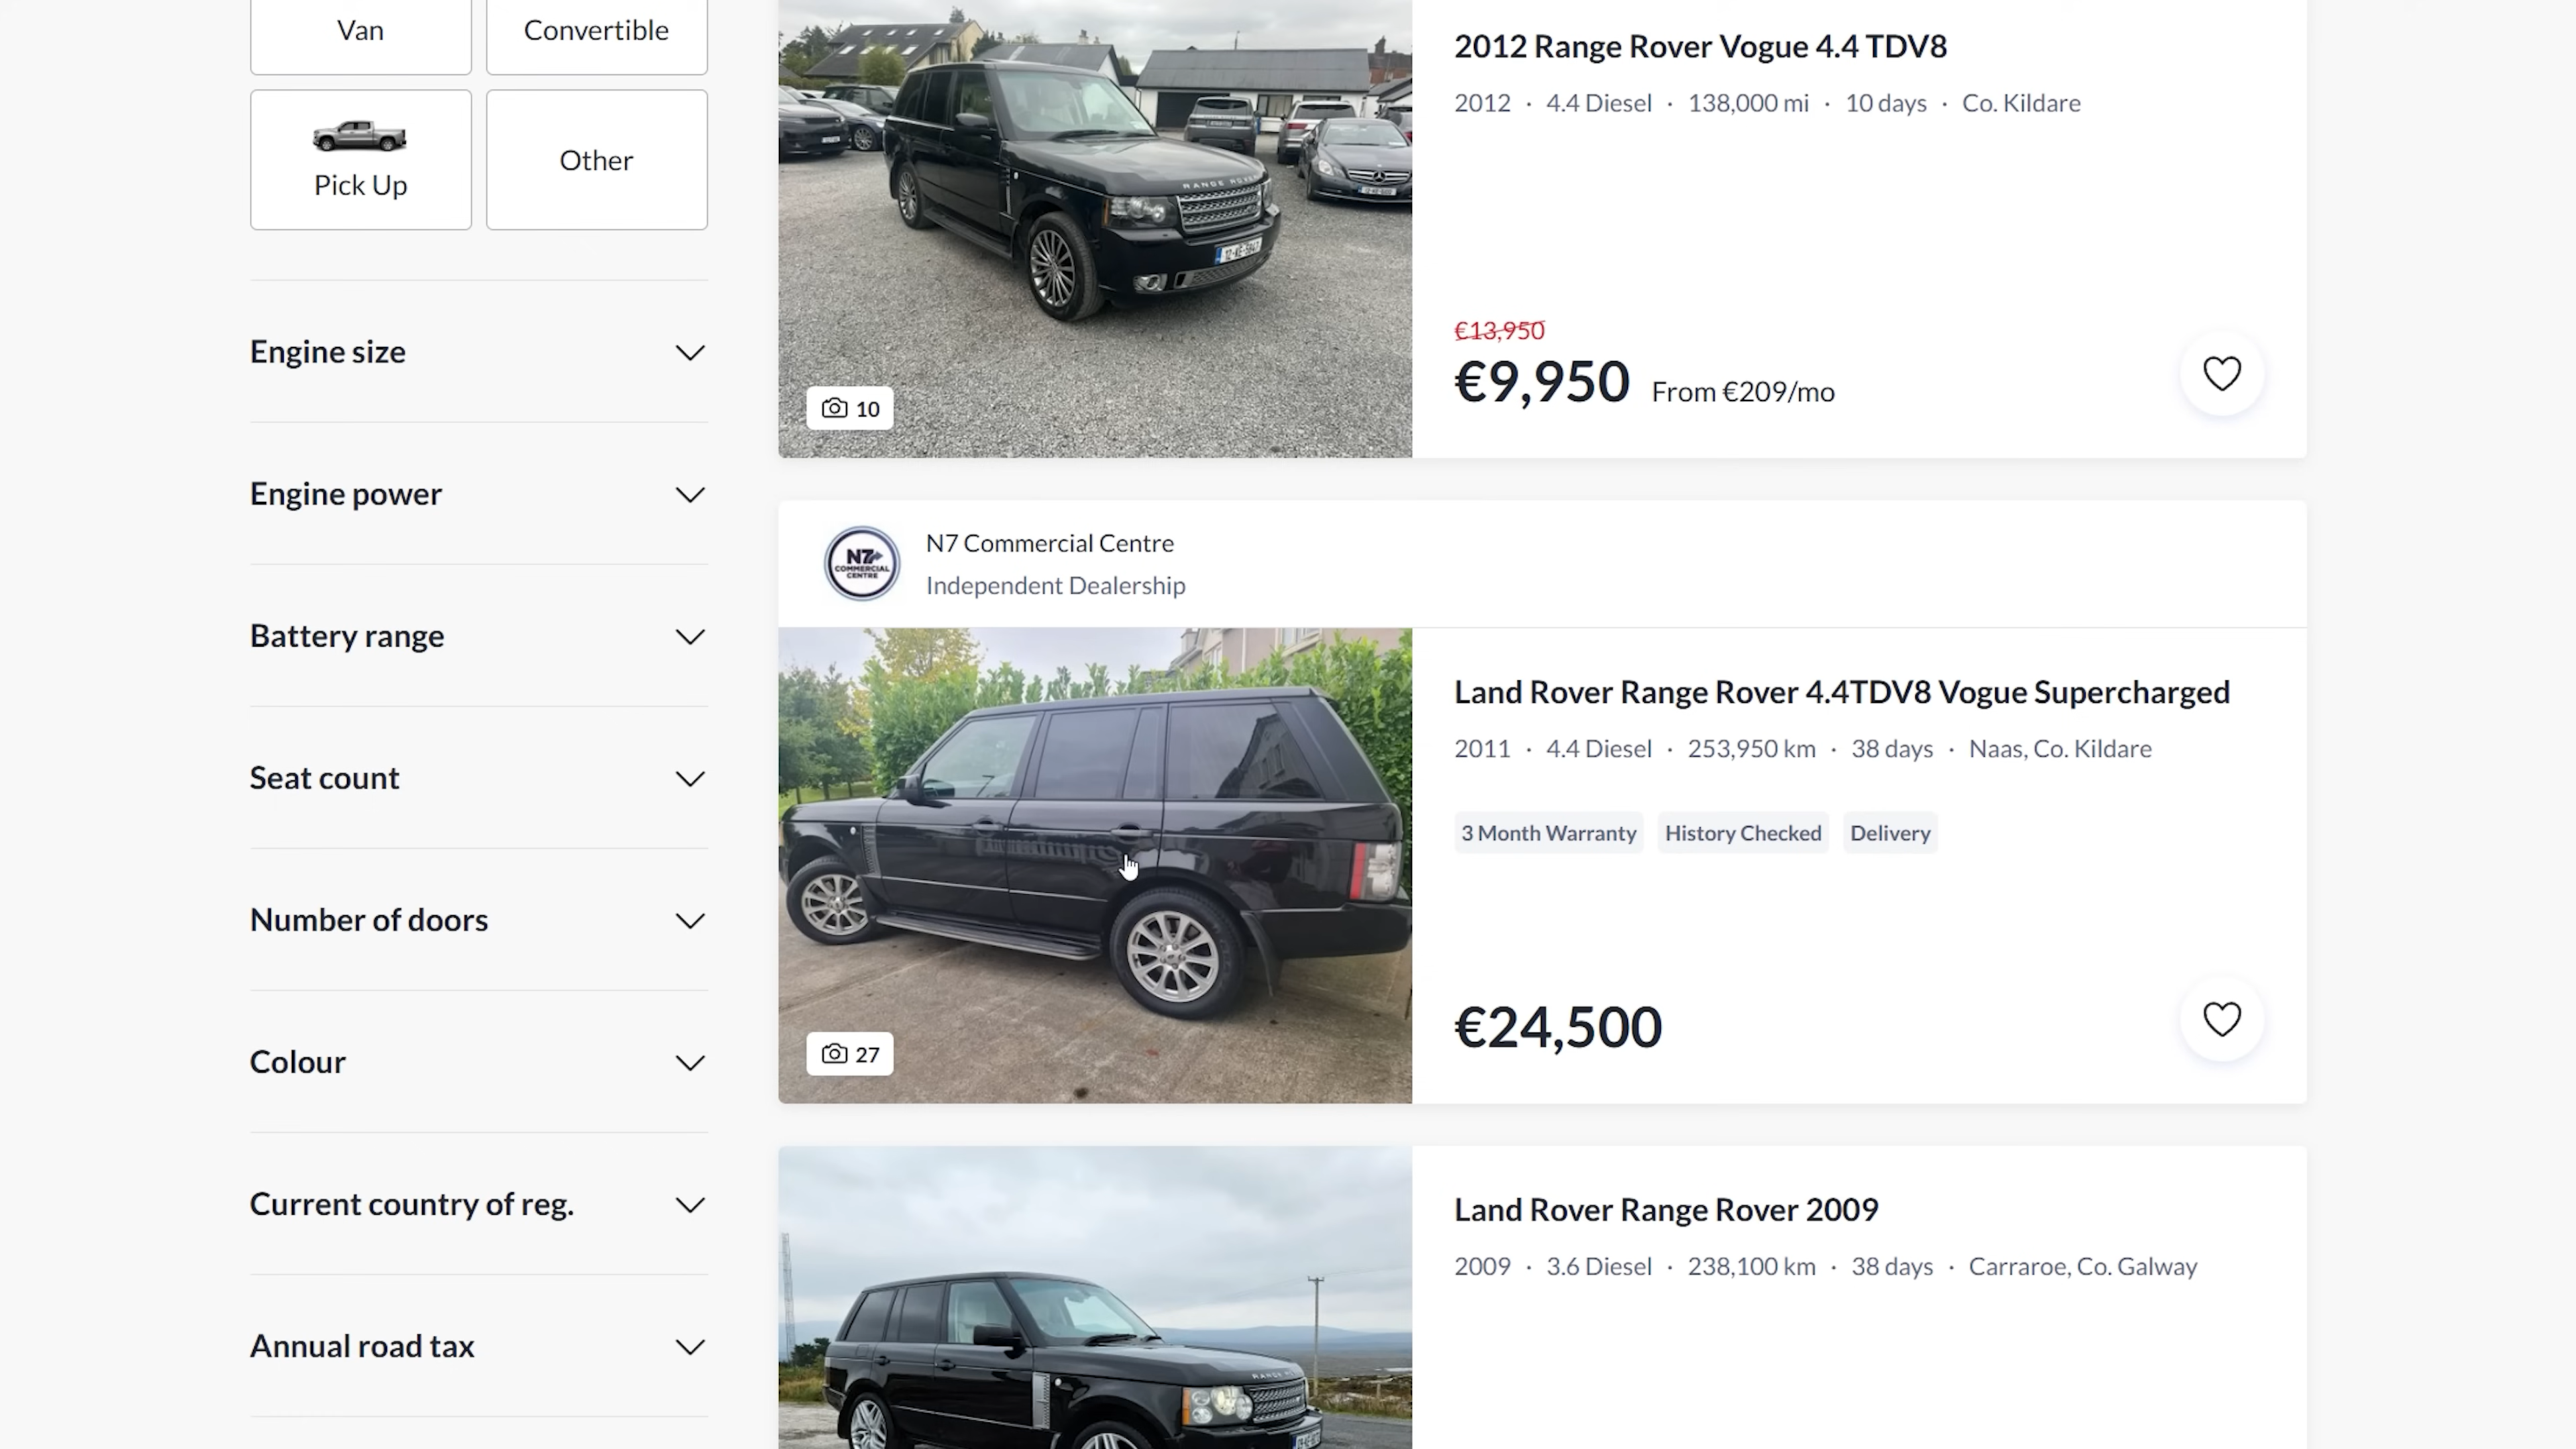 Van
Convertible
Pick Up
Other
Engine size
Engine power
Battery range
Seat count
Number of doors
Colour
Current country of reg.
Annual road tax
RANGE ROVER
10
2012 Range Rover Vogue 4.4 TDV8
2012 · 4.4 Diesel · 138,000 mi · 10 days · Co. Kildare
€13,950
€9,950 From €209/mo
N7
COMMERCIAL
CENTRE
N7 Commercial Centre
Independent Dealership
27
Land Rover Range Rover 4.4TDV8 Vogue Supercharged
2011 · 4.4 Diesel · 253,950 km · 38 days · Naas, Co. Kildare
3 Month Warranty History Checked Delivery
€24,500
Land Rover Range Rover 2009
2009 · 3.6 Diesel · 238,100 km · 38 days · Carraroe, Co. Galway